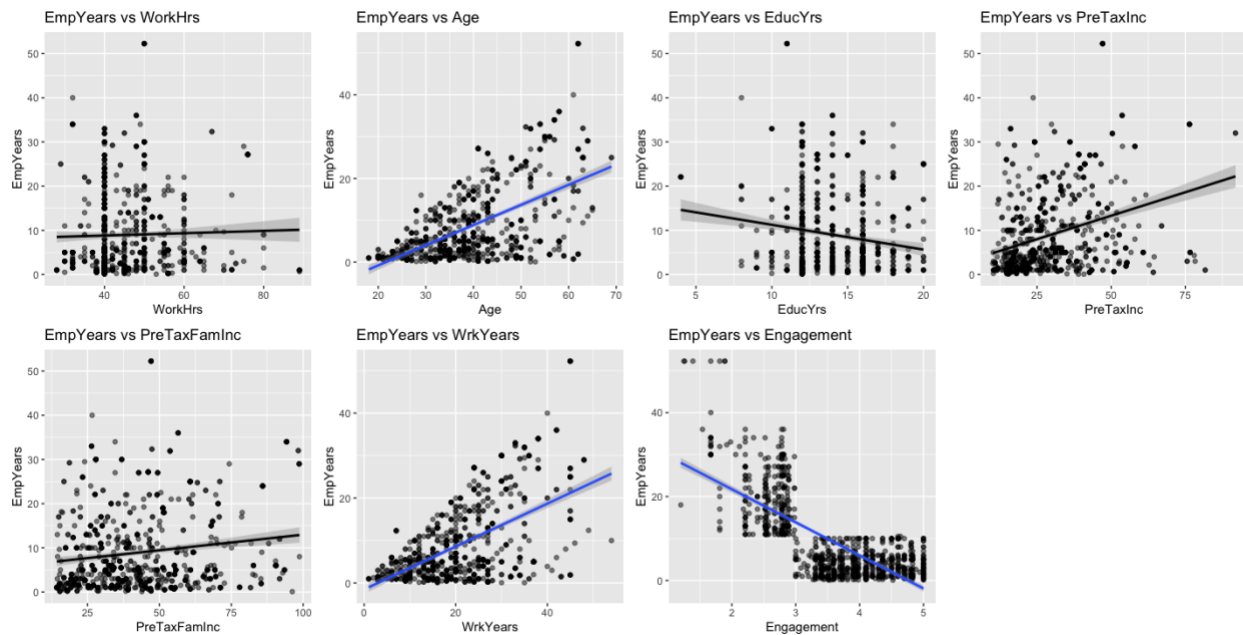 EmpYears vs WorkHrs
EmpYears
50
40
30
20
10
0
40
60
80
WorkHrs
EmpYears vs Age
EmpYears
40
20
0
20
30
40
50
60
70
Age
EmpYears vs EducYrs
EmpYears
50
40
30
20
10
0
5
10
15
20
EducYrs
EmpYears vs PreTaxInc
EmpYears
50
40
30
20
10
0
25
50
75
PreTaxInc
EmpYears vs PreTaxFamInc
EmpYears
50
40
30
20
10
0
25
50
75
100
PreTaxFamInc
EmpYears vs WrkYears
EmpYears
40
20
0
0
20
40
WrkYears
EmpYears vs Engagement
EmpYears
40
20
0
2
3
4
5
Engagement